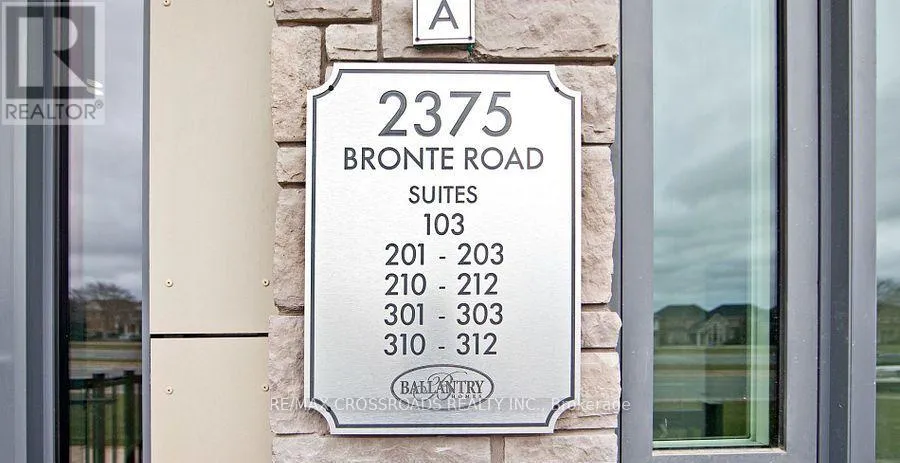 A
R
REALTOR®
2375
BRONTE ROAD
SUITES
103
201 - 203
210 - 212
301 - 303
310 - 312
BALLANTRY
HOMES
RE/MAX CROSSROADS REALTY INC., Brokerage